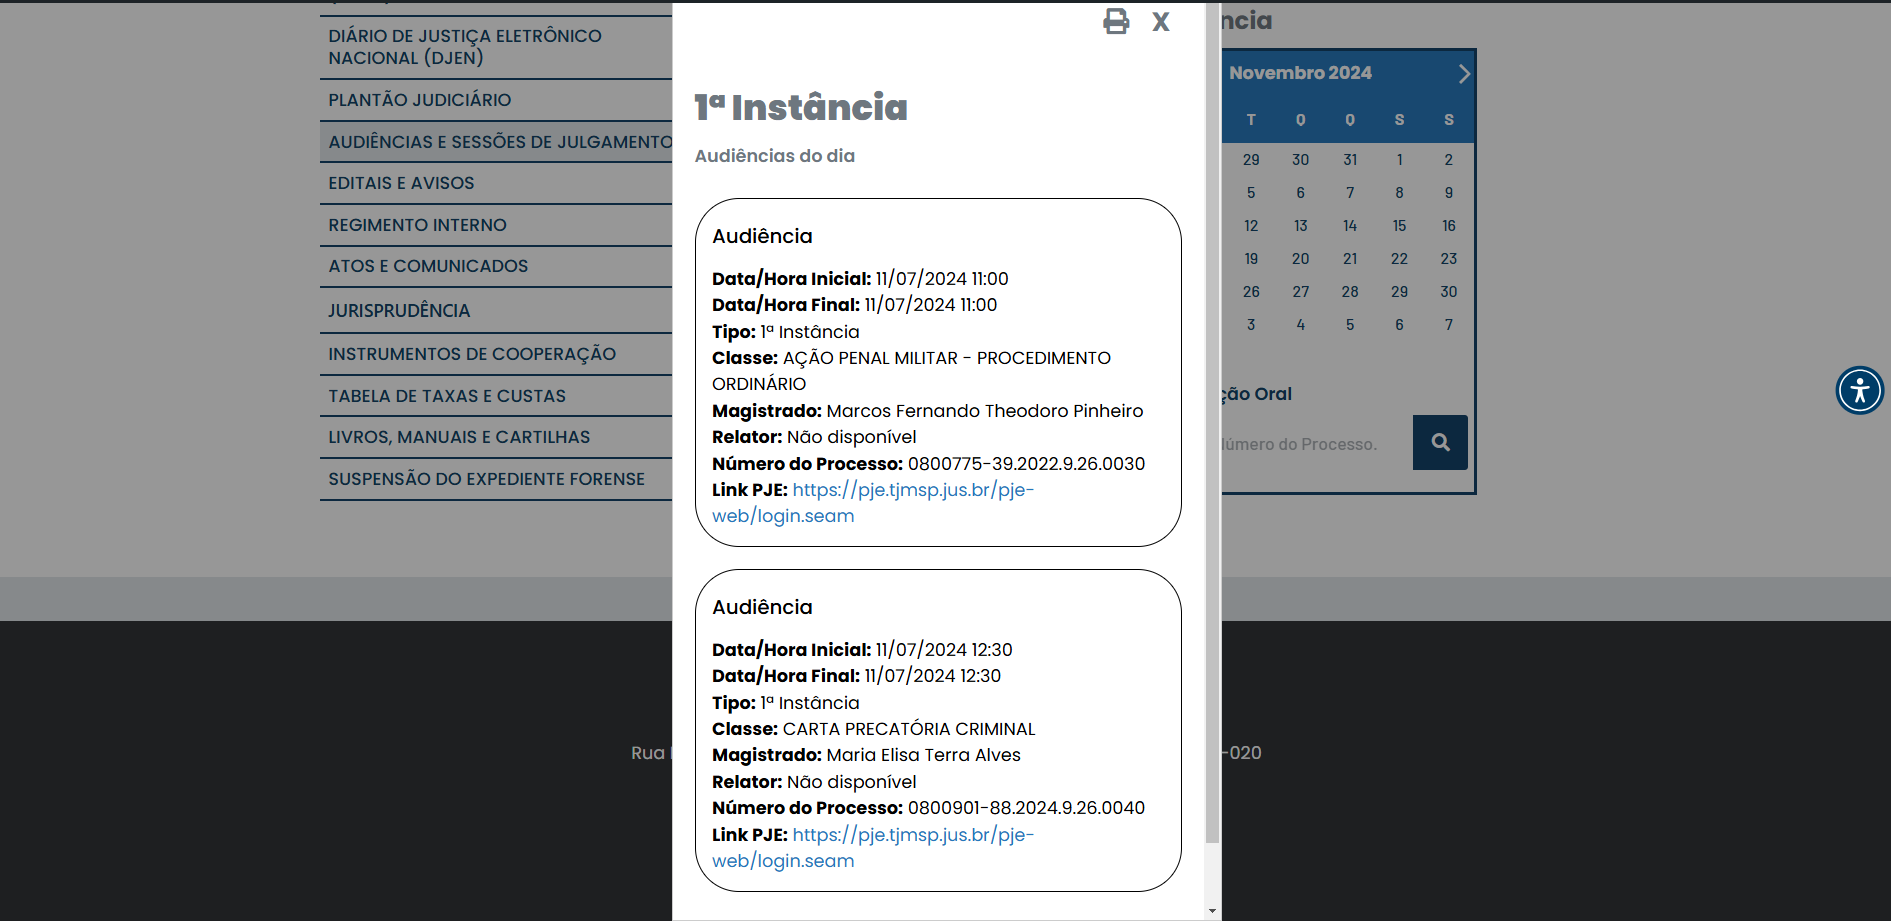 DIÁRIO DE JUSTIÇA ELETRÔNICO
NACIONAL (DJEN)
PLANTÃO JUDICIÁRIO
AUDIÊNCIAS E SESSÕES DE JULGAMENTO
EDITAIS E AVISOS
REGIMENTO INTERNO
ATOS E COMUNICADOS
JURISPRUDÊNCIA
INSTRUMENTOS DE COOPERAÇÃO
TABELA DE TAXAS E CUSTAS
LIVROS, MANUAIS E CARTILHAS
SUSPENSÃO DO EXPEDIENTE FORENSE
X
1ª Instância
Audiências do dia
Audiência
Data/Hora Inicial: 11/07/2024 11:00
Data/Hora Final: 11/07/2024 11:00
Tipo: 1ª Instância
Classe: AÇÃO PENAL MILITAR - PROCEDIMENTO
ORDINÁRIO
Magistrado: Marcos Fernando Theodoro Pinheiro
Relator: Não disponível
Número do Processo: 0800775-39.2022.9.26.0030
Link PJE: https://pje.tjmsp.jus.br/pje-
web/login.seam
Audiência
Data/Hora Inicial: 11/07/2024 12:30
Data/Hora Final: 11/07/2024 12:30
Tipo: 1ª Instância
Classe: CARTA PRECATÓRIA CRIMINAL
Magistrado: Maria Elisa Terra Alves
Relator: Não disponível
Número do Processo: 0800901-88.2024.9.26.0040
Link PJE: https://pje.tjmsp.jus.br/pje-
web/login.seam
ncia
Novembro 2024
T Q Q S S
29 30 31 1 2
5 6 7 8 9
12 13 14 15 16
19 20 21 22 23
26 27 28 29 30
3 4 5 6 7
ção Oral
úmero do Processo.
Rua
-020